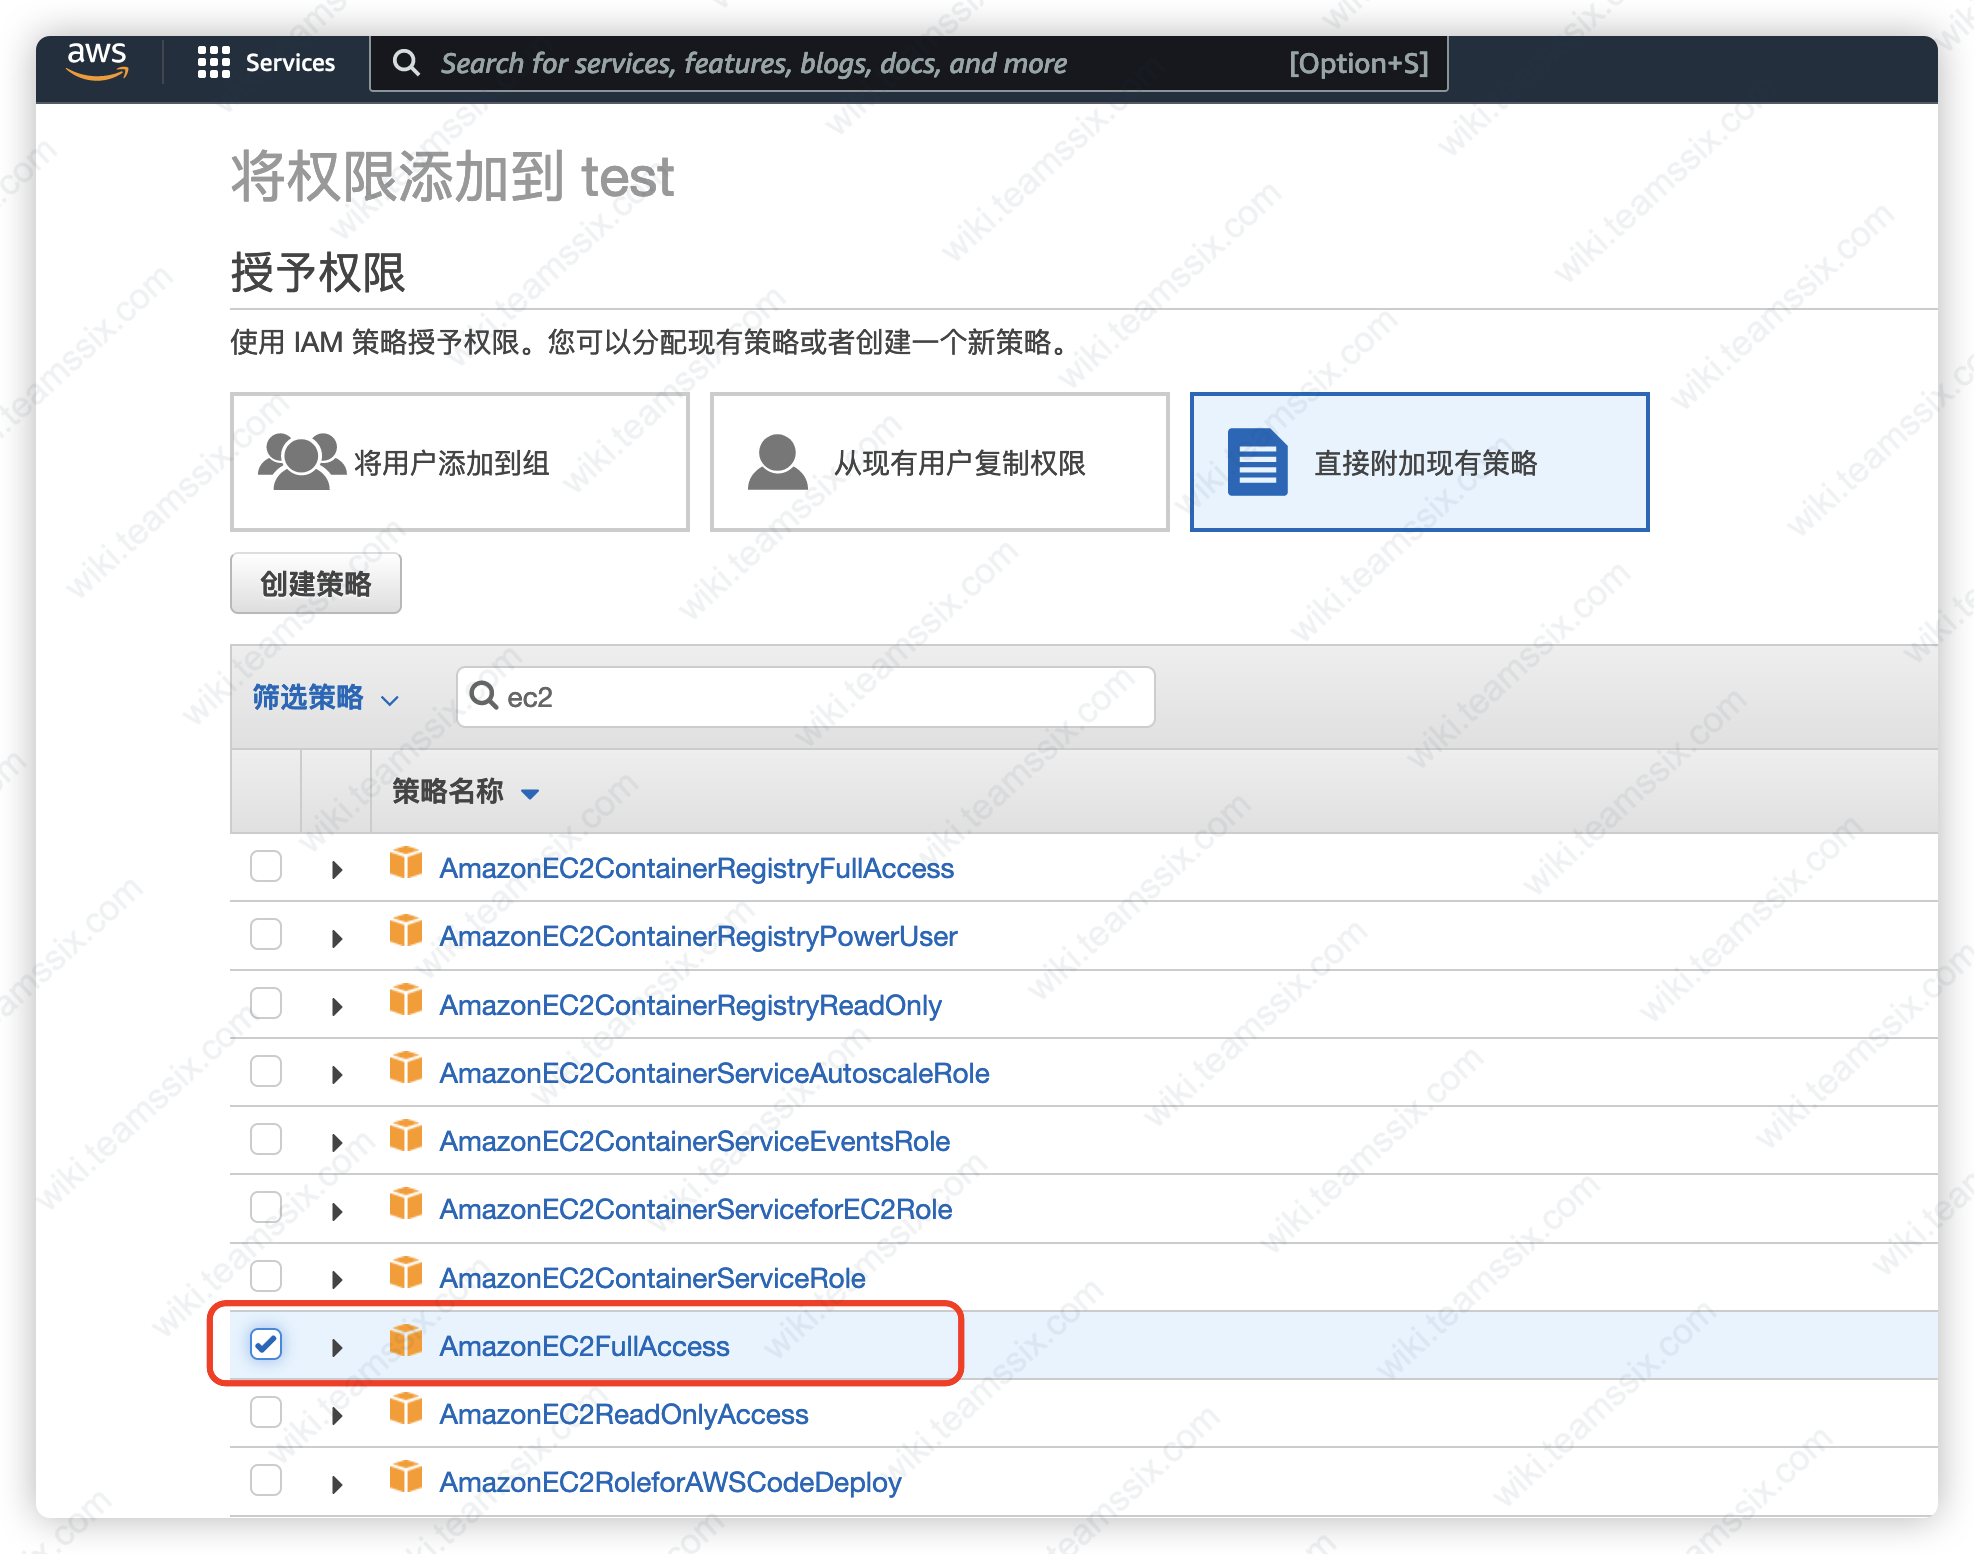 aws
Services
Search for services, features, blogs, docs, and more
[Option+S]
将权限添加到 test
授予权限
使用 IAM 策略授予权限。您可以分配现有策略或者创建一个新策略。
将用户添加到组
从现有用户复制权限
直接附加现有策略
创建策略
筛选策略
ec2
策略名称
AmazonEC2ContainerRegistryFullAccess
AmazonEC2ContainerRegistryPowerUser
AmazonEC2ContainerRegistryReadOnly
AmazonEC2ContainerServiceAutoscaleRole
AmazonEC2ContainerServiceEventsRole
AmazonEC2ContainerServiceforEC2Role
AmazonEC2ContainerServiceRole
AmazonEC2FullAccess
AmazonEC2ReadOnlyAccess
AmazonEC2RoleforAWSCodeDeploy
wiki.teamssix.com